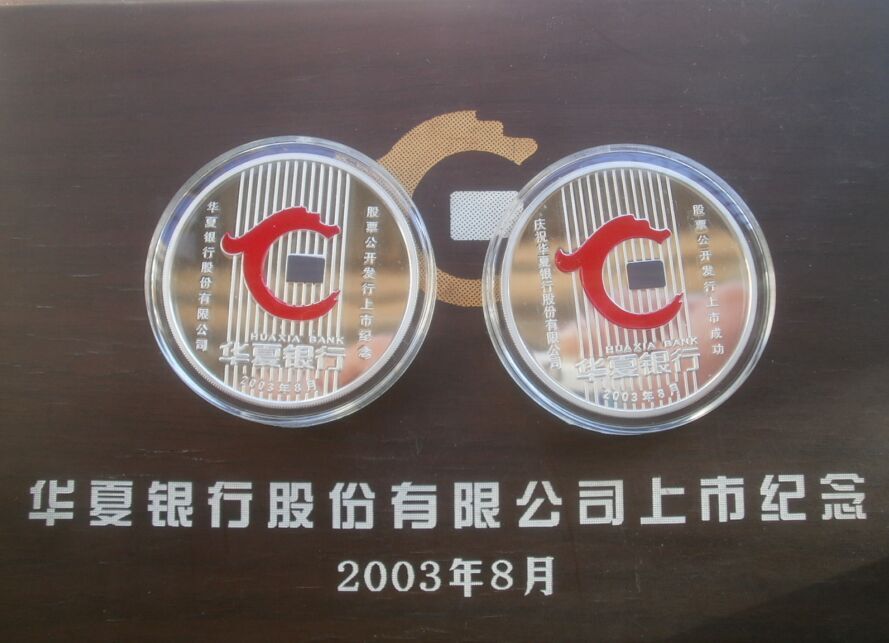 华夏银行股份有限公司
股票公开发行上市纪念
HUAXIA BANK
华夏银行
2003年8月
庆祝华夏银行股份有限公司
股票公开发行上市成功
HUAXIA BANK
华夏银行
2003年8月
华夏银行股份有限公司上市纪念
2003年8月